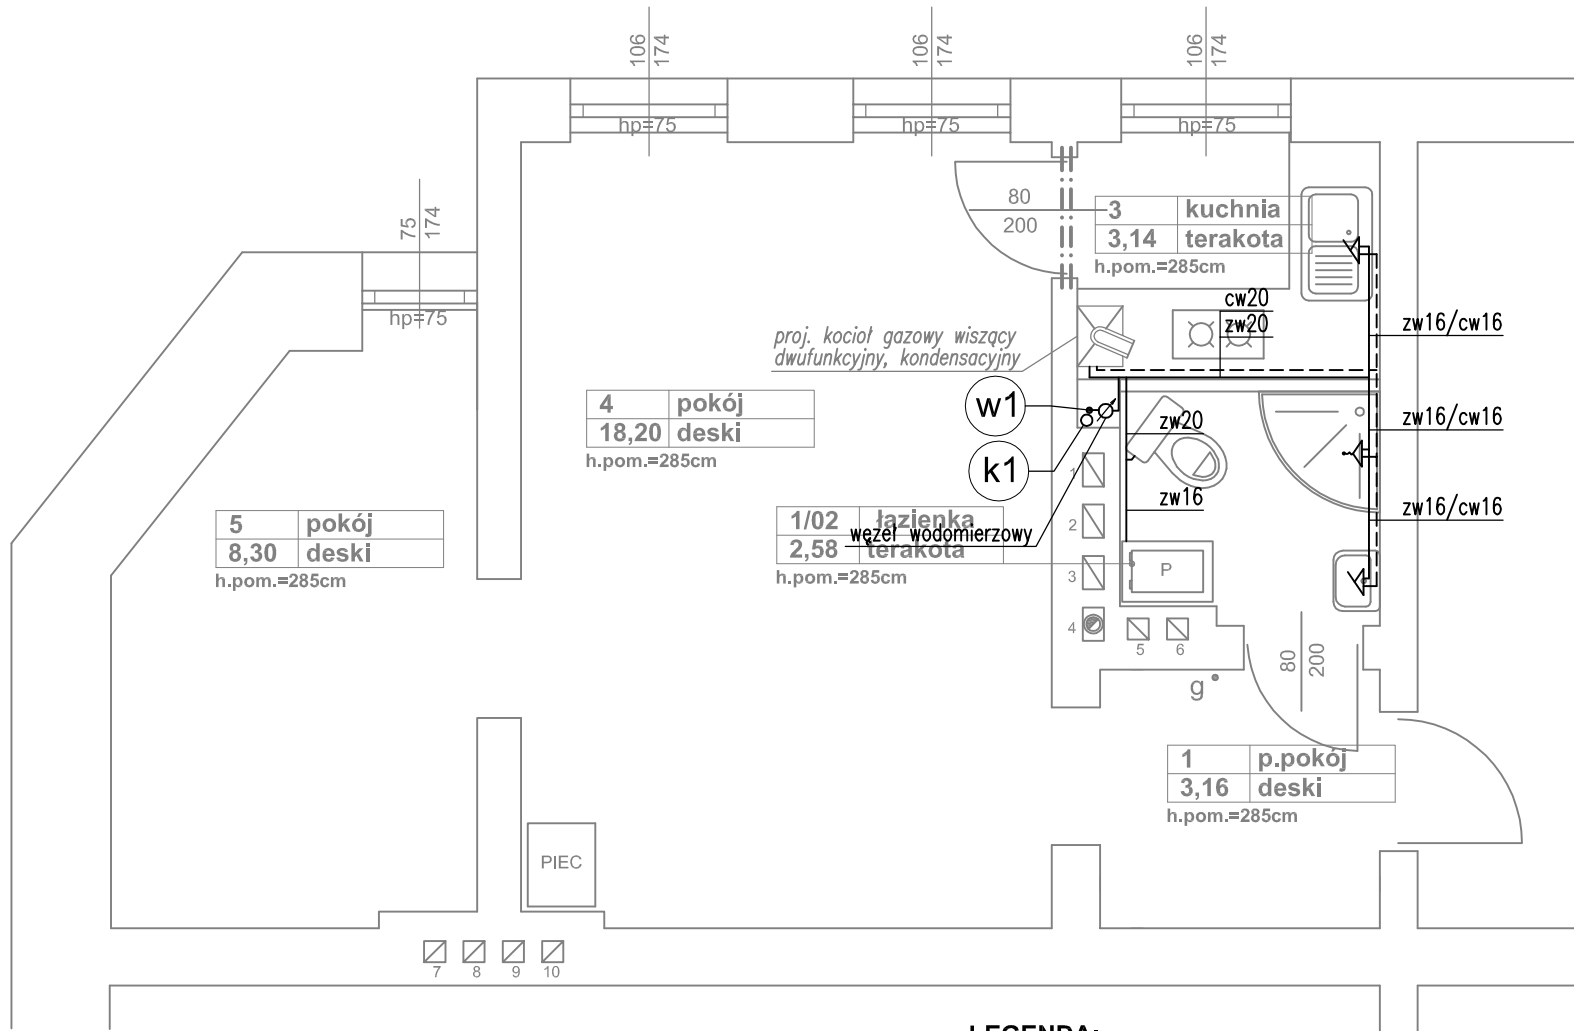 106
174
106
174
106
174
hp=75
hp=75
hp=75
75
174
hp=75
80
200
3 kuchnia
3,14 terakota
h.pom.=285cm
cw20
zw20
zw16/cw16
proj. kocioł gazowy wiszący
dwufunkcyjny, kondensacyjny
4 pokój
18,20 deski
h.pom.=285cm
w1
k1
zw20
zw16
zw16/cw16
zw16/cw16
5 pokój
8,30 deski
h.pom.=285cm
1/02 łazienka
2,58 terakota
h.pom.=285cm
węzeł wodomierzowy
1
2
3
4
P
5
6
80
200
g
1 p.pokój
3,16 deski
h.pom.=285cm
PIEC
7
8
9
10
LEGENDA: